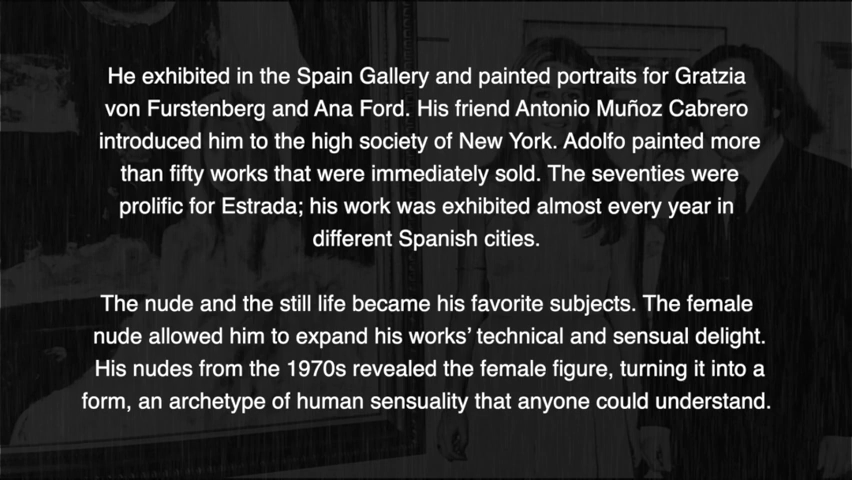 He exhibited in the Spain Gallery and painted portraits for Gratzia
von Furstenberg and Ana Ford. His friend Antonio Muñoz Cabrero
introduced him to the high society of New York. Adolfo painted more
than fifty works that were immediately sold. The seventies were
prolific for Estrada; his work was exhibited almost every year in
different Spanish cities.
The nude and the still life became his favorite subjects. The female
nude allowed him to expand his works’ technical and sensual delight.
His nudes from the 1970s revealed the female figure, turning it into a
form, an archetype of human sensuality that anyone could understand.